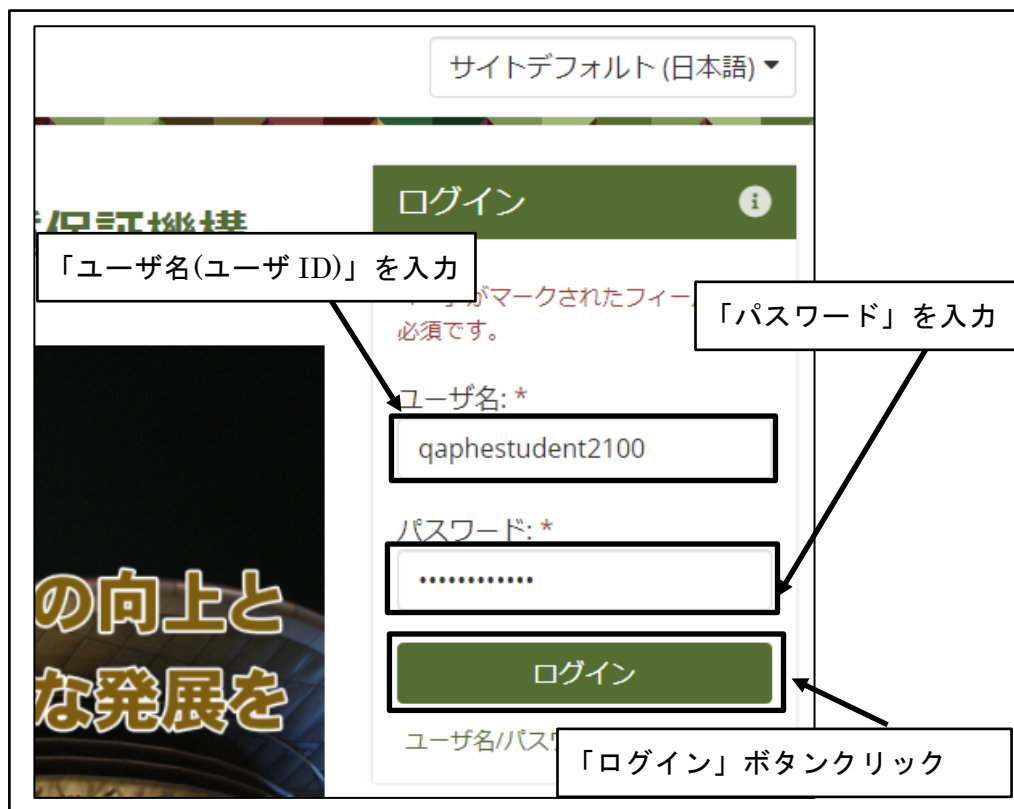 サイトデフォルト (日本語)
ログイン
保証機構
「ユーザ名(ユーザ ID)」を入力
がマークされたフィー
必須です。
「パスワード」を入力
ユーザ名: *
qaphestudent2100
パスワード: *
••••••••••••
の向上と
な発展を
ログイン
ユーザ名/パス
「ログイン」ボタンクリック